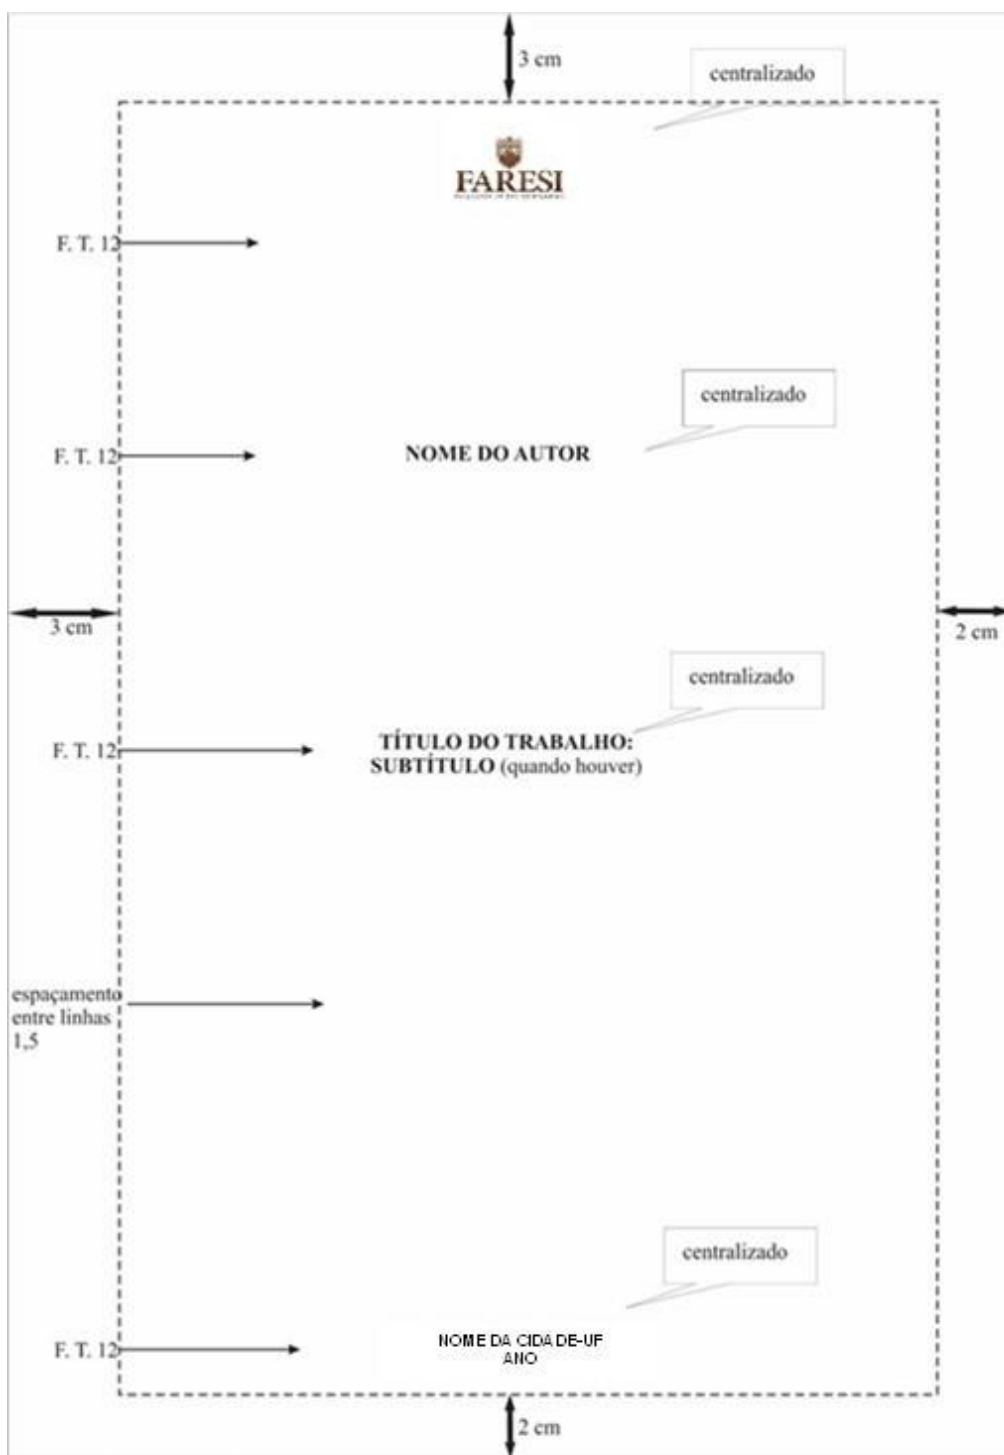 3 cm
centralizado
FARESI
F. T. 12
centralizado
F. T. 12
NOME DO AUTOR
3 cm
2 cm
centralizado
F. T. 12
TÍTULO DO TRABALHO:
SUBTÍTULO (quando houver)
espaçamento
entre linhas
1,5
centralizado
F. T. 12
NOME DA CIDADE-UF
ANO
2 cm